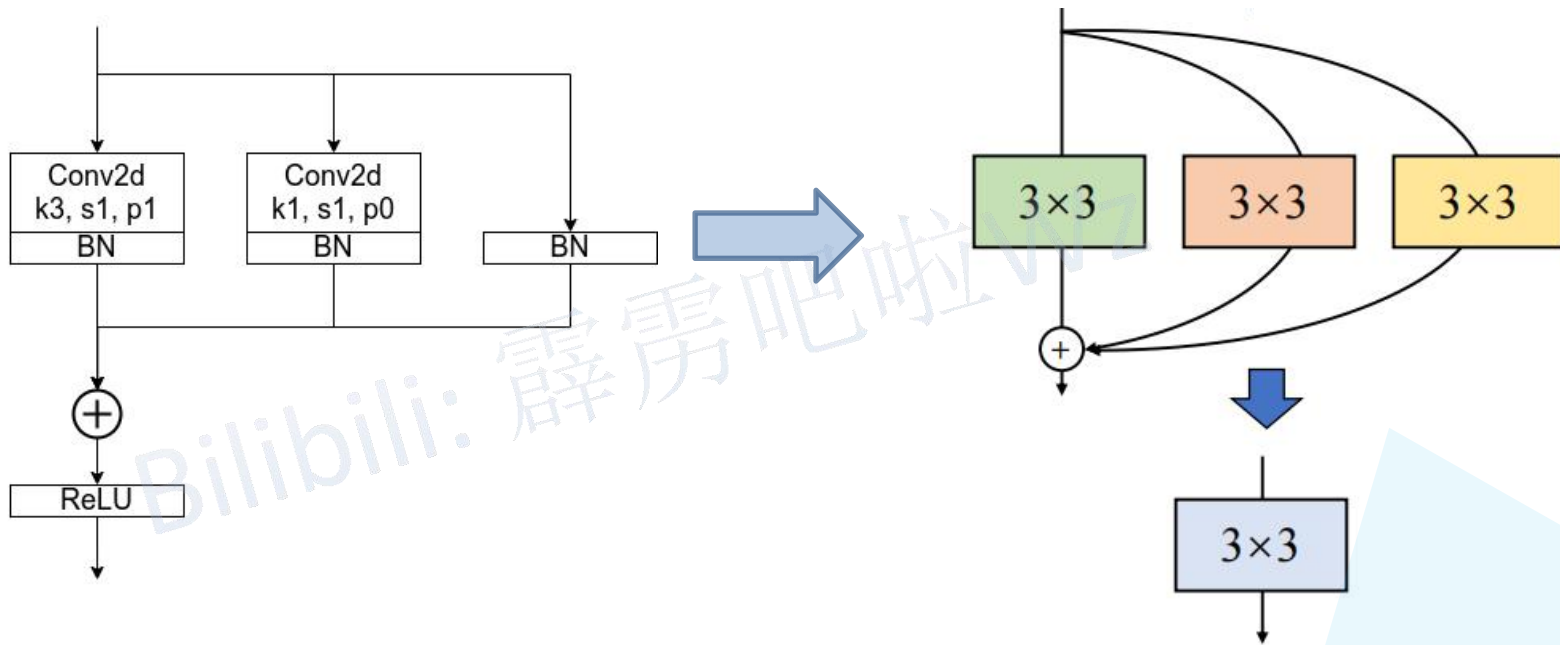 Conv2d
k3, s1, p1
BN
Conv2d
k1, s1, p0
BN
BN
ReLU
3×3
3×3
3×3
+
3×3
Bilibili: 霹雳吧啦Wz